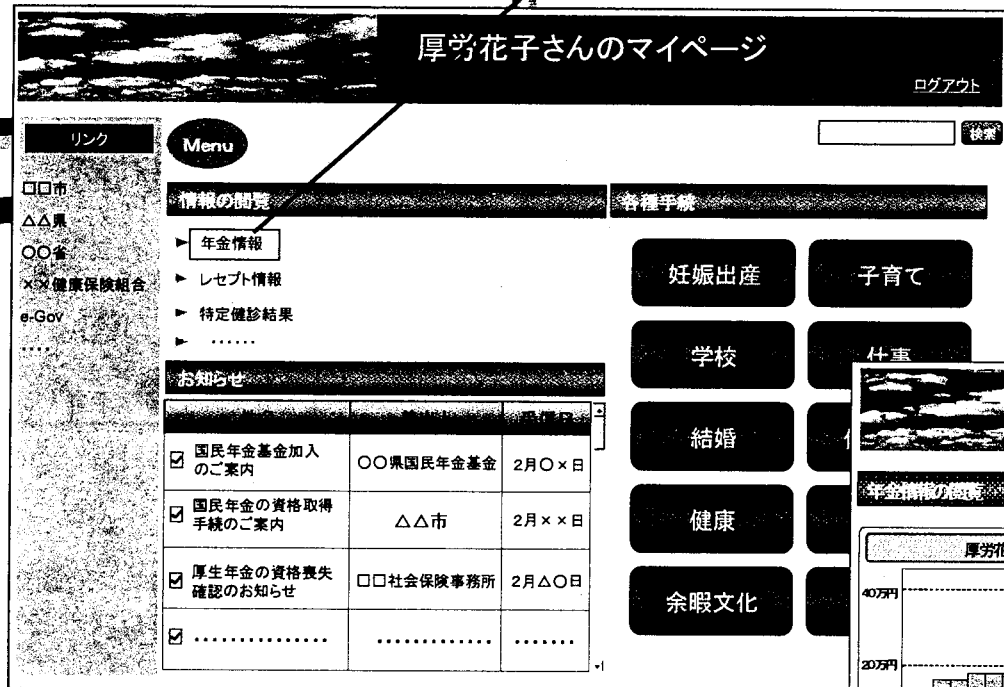 厚労花子さんのマイページ
ログアウト
リンク
Menu
検索
□□市
△△県
○○省
××健康保険組合
e-Gov
....
情報の閲覧
► 年金情報
► レセプト情報
► 特定健診結果
► ......
お知らせ
国民年金基金加入
のご案内
○○県国民年金基金
2月○×日
国民年金の資格取得
手続のご案内
△△市
2月××日
厚生年金の資格喪失
確認のお知らせ
□□社会保険事務所
2月△○日
...............
.............
.......
各種手続
妊娠出産
子育て
学校
仕事
結婚
健康
余暇文化
年金情報の閲覧
厚労花
40万円
20万円